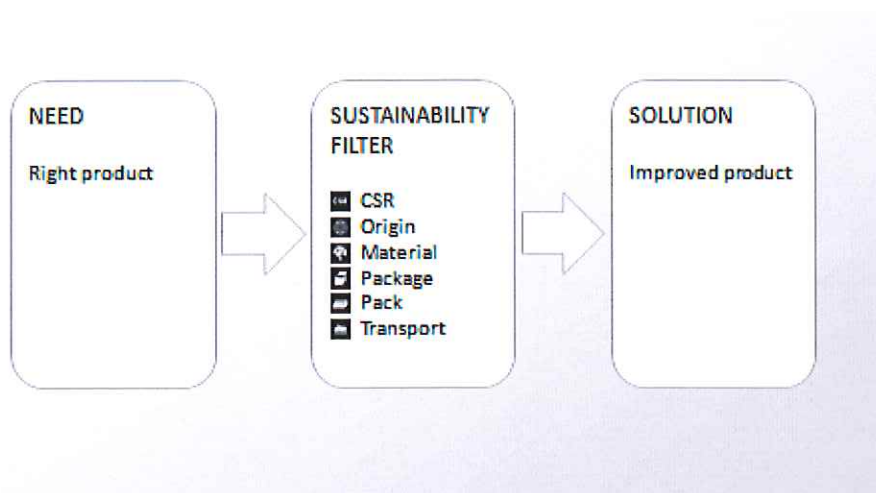 NEED
Right product
SUSTAINABILITY
FILTER
CSR
Origin
Material
Package
Pack
Transport
SOLUTION
Improved product